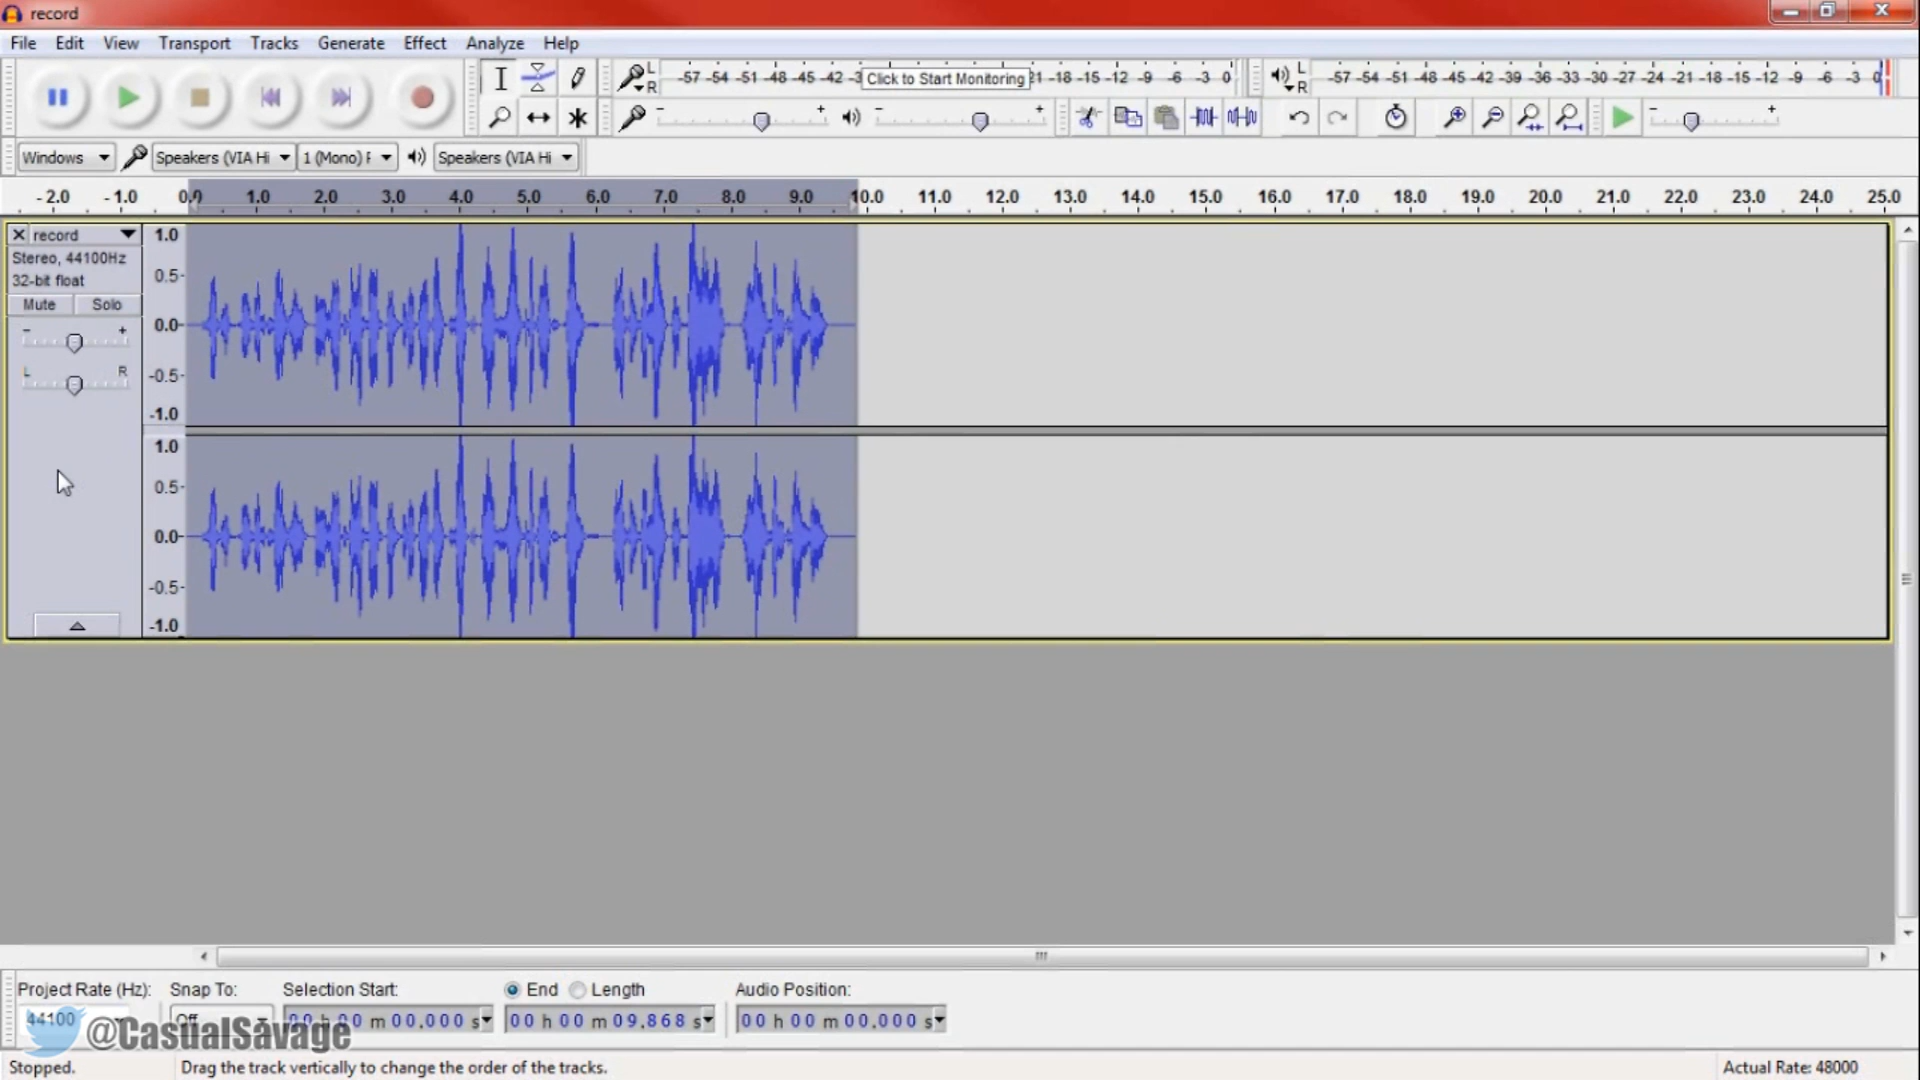 record
File Edit View Transport Tracks Generate Effect Analyze Help
L -57 -54 -51 -48 -45 -42 -3 Click to Start Monitoring 21 -18 -15 -12 -9 -6 -3 0 L -57 -54 -51 -48 -45 -42 -39 -36 -33 -30 -27 -24 -21 -18 -15 -12 -9 -6 -3 0
R R
- + - + - +
Windows Speakers (VIA Hi 1 (Mono) Speakers (VIA Hi
-2.0 -1.0 0.0 1.0 2.0 3.0 4.0 5.0 6.0 7.0 8.0 9.0 10.0 11.0 12.0 13.0 14.0 15.0 16.0 17.0 18.0 19.0 20.0 21.0 22.0 23.0 24.0 25.0
record 1.0
Stereo, 44100Hz
32-bit float 0.5-
Mute Solo
- + 0.0-
L R -0.5-
-1.0
1.0
0.5-
0.0-
-0.5-
-1.0
Project Rate (Hz): Snap To: Selection Start: End Length Audio Position:
44100 Off 00 h 00 m 00.000 s 00 h 00 m 09.868 s 00 h 00 m 00.000 s
@CasualSavage
Stopped. Drag the track vertically to change the order of the tracks. Actual Rate: 48000